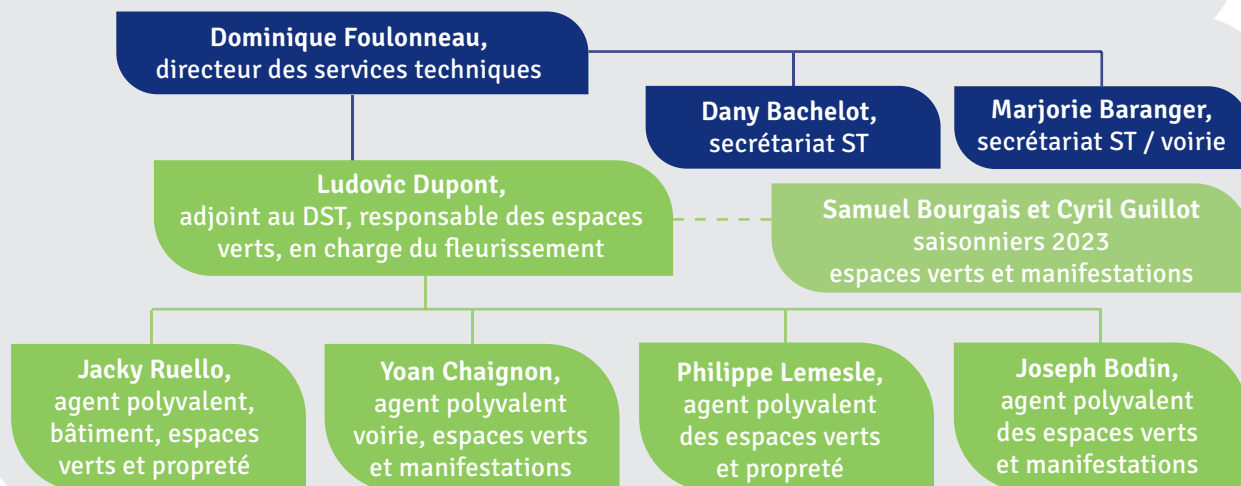 Dominique Foulonneau,
directeur des services techniques
Dany Bachelot,
secrétariat ST
Marjorie Baranger,
secrétariat ST / voirie
Ludovic Dupont,
adjoint au DST, responsable des espaces
verts, en charge du fleurissement
Samuel Bourgais et Cyril Guillot
saisonniers 2023
espaces verts et manifestations
Jacky Ruello,
agent polyvalent,
bâtiment, espaces
verts et propreté
Yoan Chaignon,
agent polyvalent
voirie, espaces verts
et manifestations
Philippe Lemesle,
agent polyvalent
des espaces verts
et propreté
Joseph Bodin,
agent polyvalent
des espaces verts
et manifestations